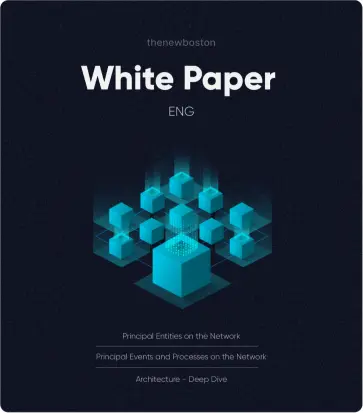 thenewboston
White Paper
ENG
Principal Entities on the Network
Principal Events and Processes on the Network
Architecture - Deep Dive